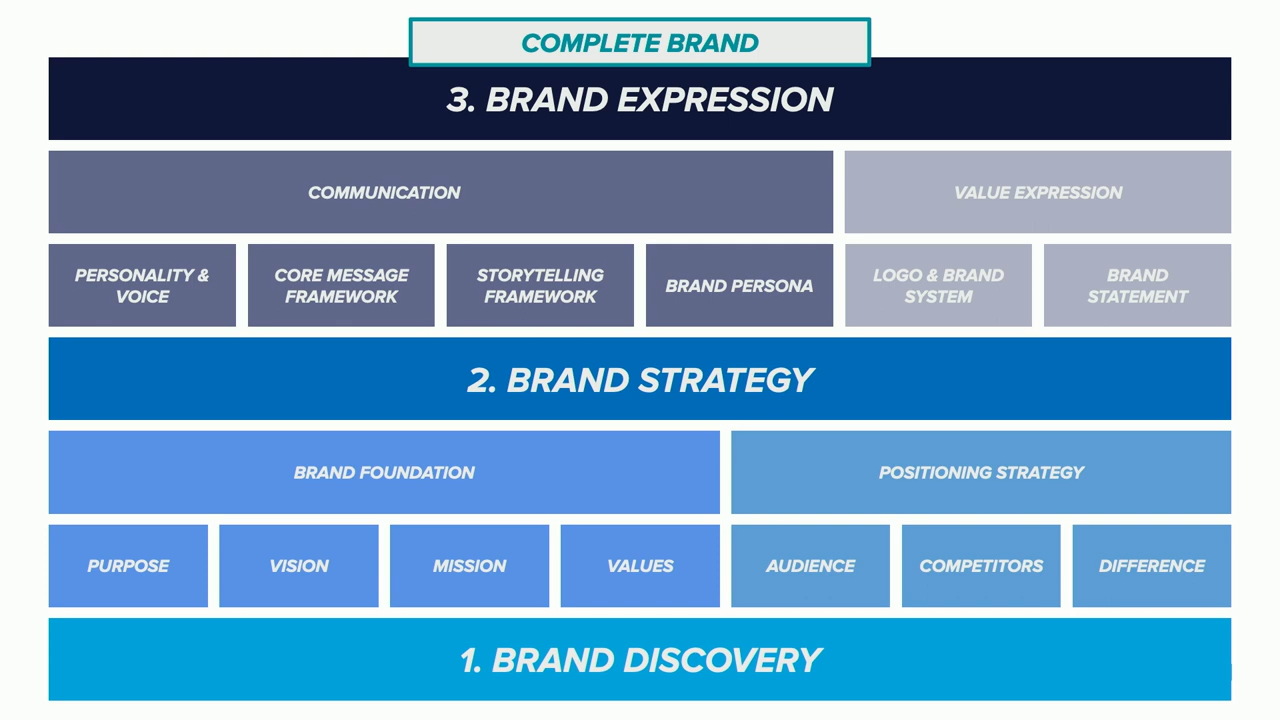 COMPLETE BRAND
3. BRAND EXPRESSION
COMMUNICATION
VALUE EXPRESSION
PERSONALITY &
VOICE
CORE MESSAGE
FRAMEWORK
STORYTELLING
FRAMEWORK
BRAND PERSONA
LOGO & BRAND
SYSTEM
BRAND
STATEMENT
2. BRAND STRATEGY
BRAND FOUNDATION
POSITIONING STRATEGY
PURPOSE
VISION
MISSION
VALUES
AUDIENCE
COMPETITORS
DIFFERENCE
1. BRAND DISCOVERY